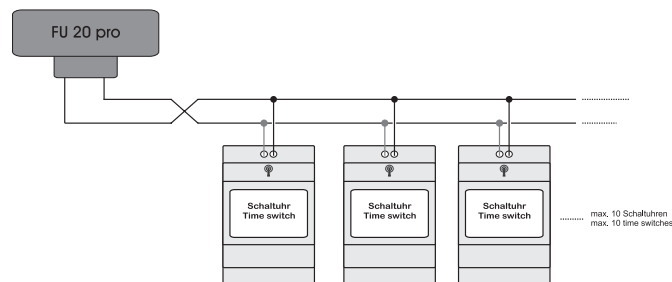 FU 20 pro
Schaltuhr
Time switch
Schaltuhr
Time switch
Schaltuhr
Time switch
max. 10 Schaltuhren
max. 10 time switches